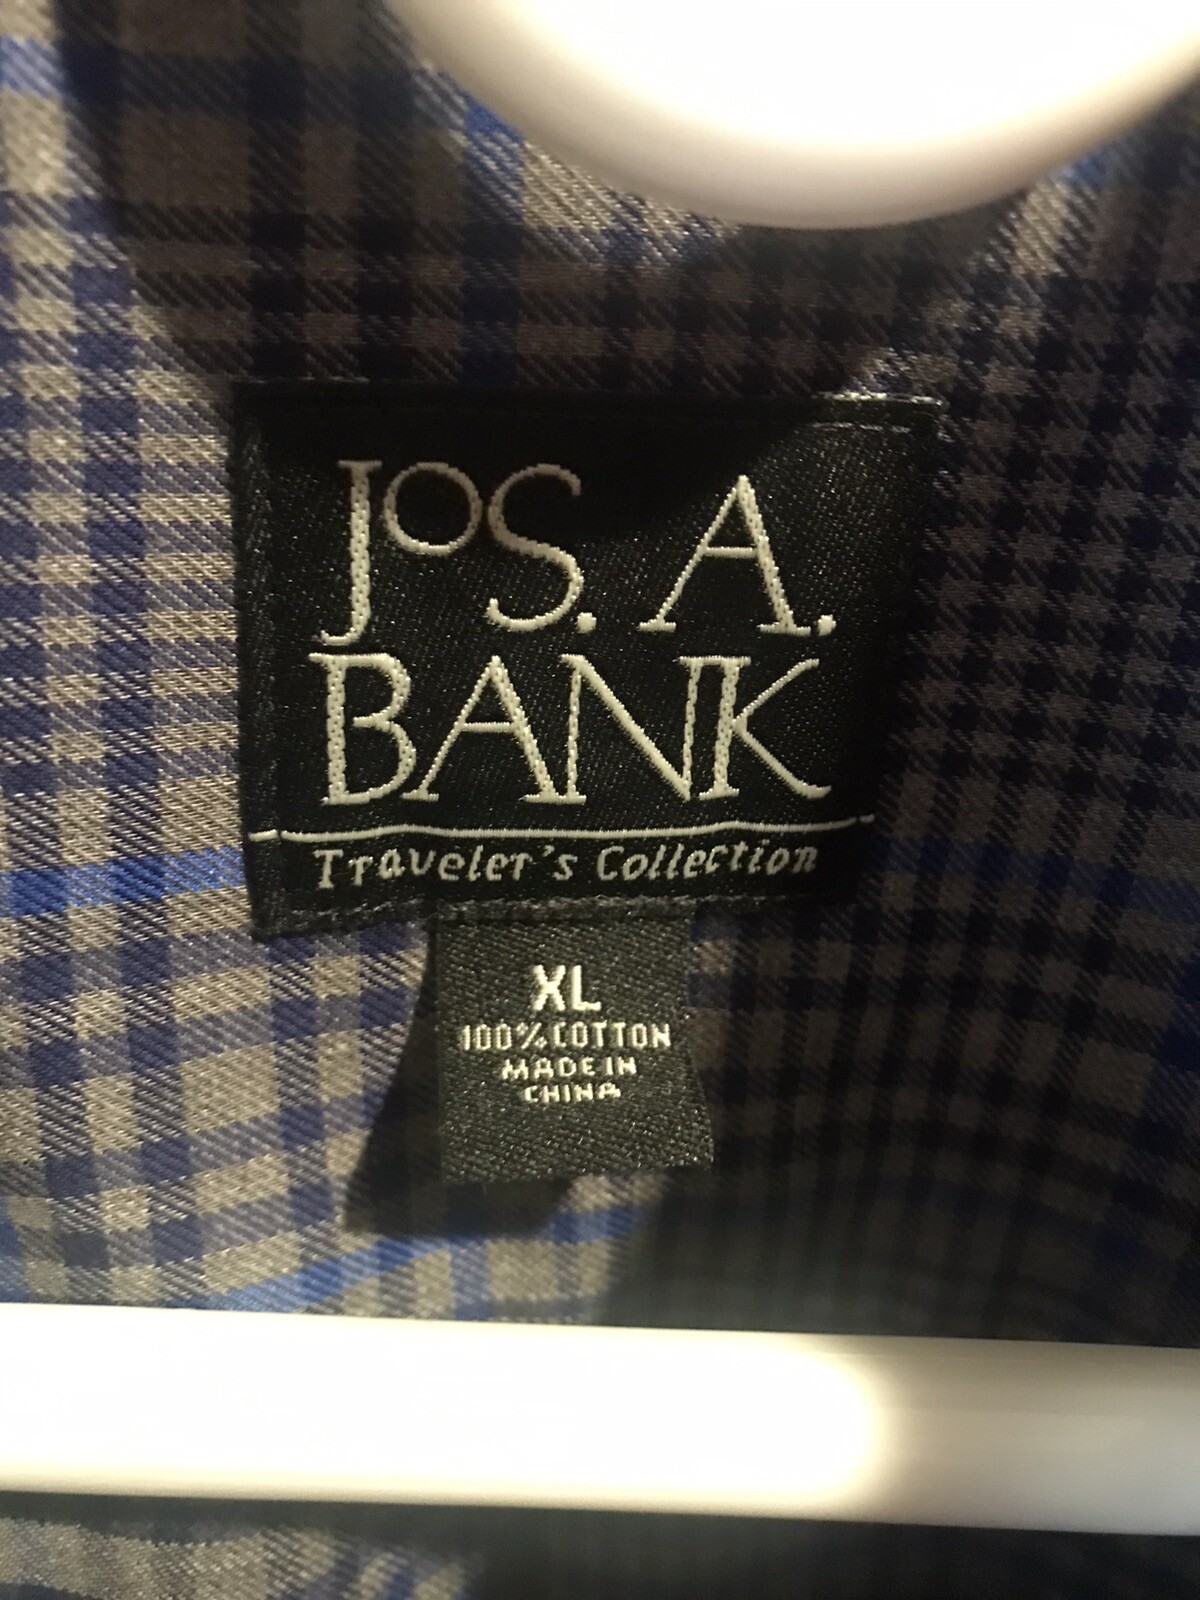 JOS. A.
BANK
Traveler's Collection
XL
100% COTTON
MADE IN
CHINA